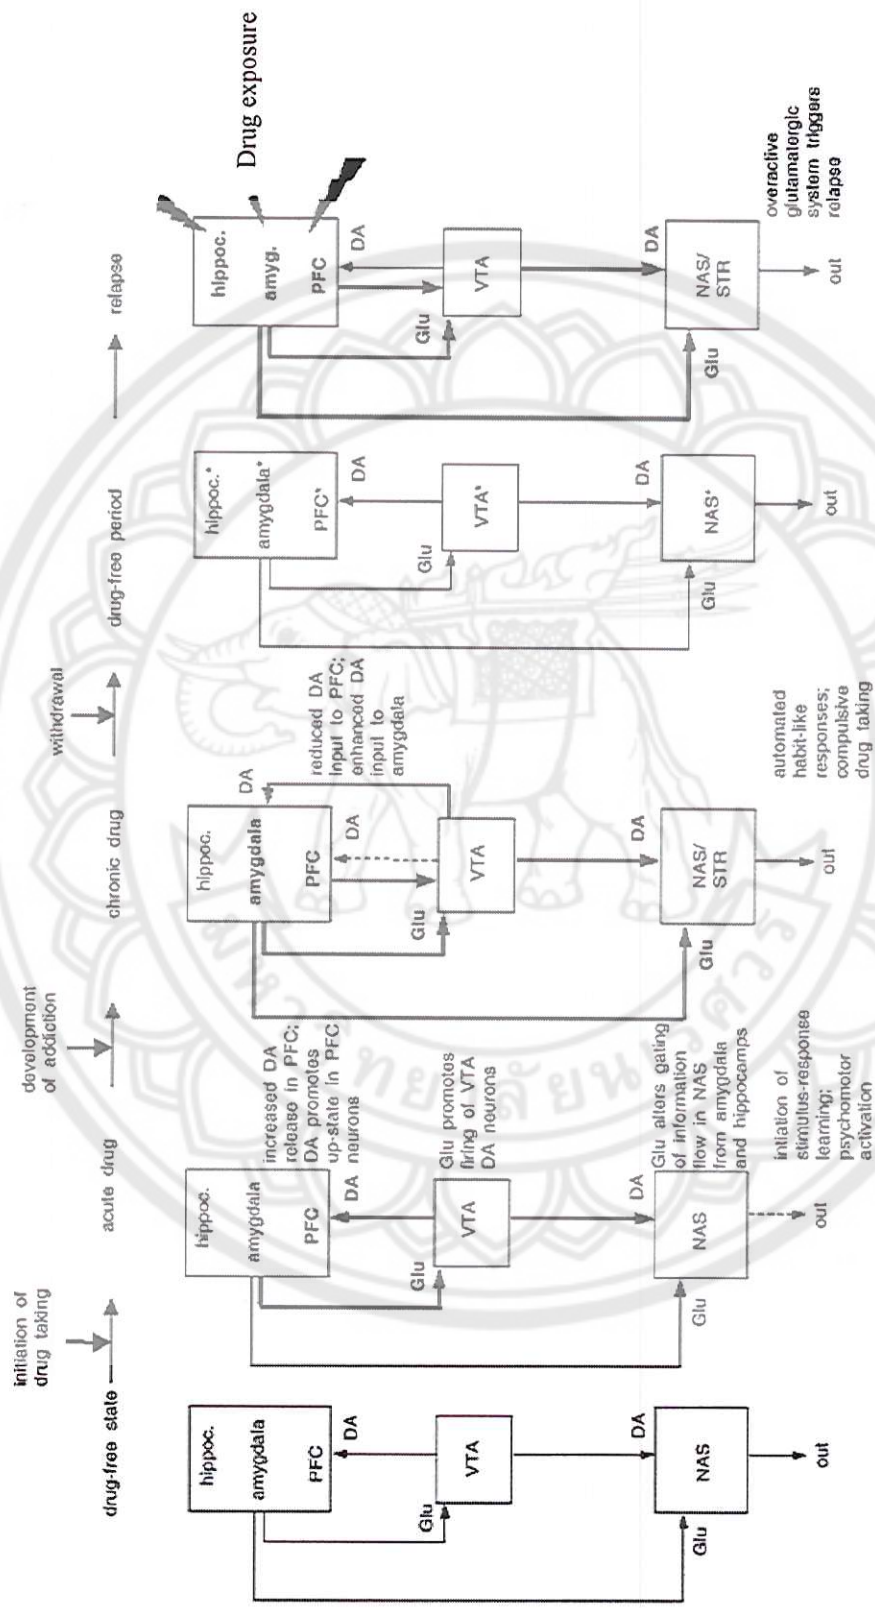 initiation of
drug taking
development
of addiction
withdrawal
drug-free state
acute drug
chronic drug
drug-free period
relapse
hippoc.
amygdala
PFC
DA
Glu
VTA
DA
NAS
Glu
out
hippoc.
amygdala
PFC
DA
increased DA
release in PFC;
DA promotes
up-state in PFC
neurons
Glu
VTA
Glu promotes
firing of VTA
DA neurons
DA
NAS
Glu
Glu alters gating
of information
flow in NAS
from amygdala
and hippocamps
out
intiation of
stimulus-response
learning;
psychomotor
activation
hippoc.
amygdala
PFC
DA
DA
reduced DA
input to PFC;
enhanced DA
input to
amygdala
Glu
VTA
DA
NAS/
STR
Glu
out
automated
habit-like
responses;
compulsive
drug taking
hippoc.*
amygdala*
PFC*
DA
Glu
VTA*
DA
NAS*
Glu
out
hippoc.
amyg.
PFC
Drug exposure
DA
Glu
VTA
DA
NAS/
STR
Glu
out
overactive
glutamatergic
system triggers
relapse